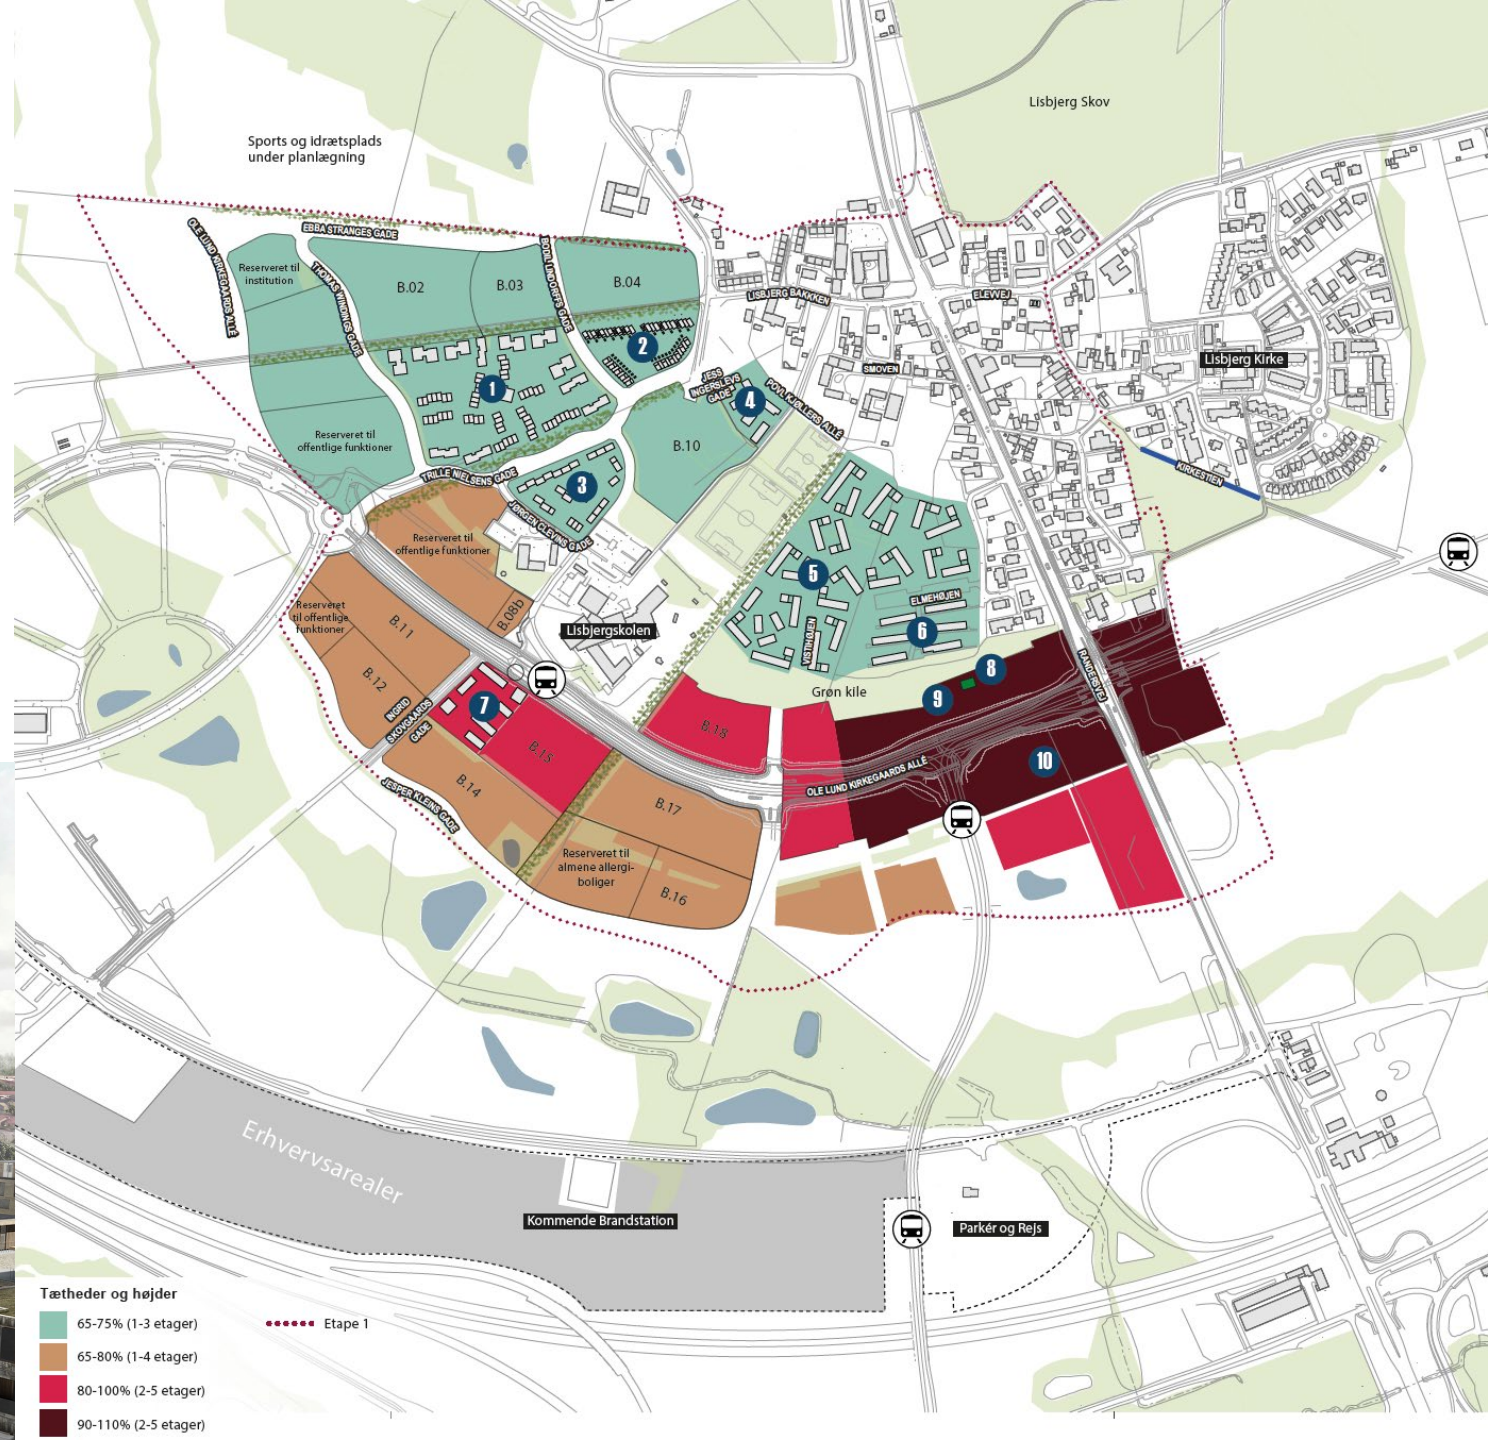 Lisbjerg Skov
Sports og idrætsplads
under planlægning
OLE LUND KIRKEGAARDS ALLÉ
EBBA STRANGES GADE
THOMAS WINDINGS GADE
BODIL UNDORFFS GADE
Reserveret til
institution
B.02
B.03
B.04
LISBJERG BAKKEN
ELEVVEJ
2
Lisbjerg Kirke
SMOVEN
1
JESS
INGERSLEVS
GADE
4
POVL KJØLLERS ALLÉ
Reserveret til
offentlige funktioner
B.10
TRILLE NIELSENS GADE
KIRKESTIEN
3
JØRGEN CLEVINS GADE
Reserveret til
offentlige funktioner
5
ELMEHØJEN
Reserveret
til offentlige
funktioner
B.11
B.08b
Lisbjergskolen
VISTIHØJEN
6
B.12
RANDERSVEJ
8
Grøn kile
9
INGRID
SKOVGAARDS
GADE
7
B.18
B.15
10
OLE LUND KIRKEGAARDS ALLÉ
B.14
JESPER KLEINS GADE
B.17
Reserveret til
almene allergi-
boliger
B.16
Erhvervsarealer
Kommende Brandstation
Parkér og Rejs
Tætheder og højder
65-75% (1-3 etager)
Etape 1
65-80% (1-4 etager)
80-100% (2-5 etager)
90-110% (2-5 etager)